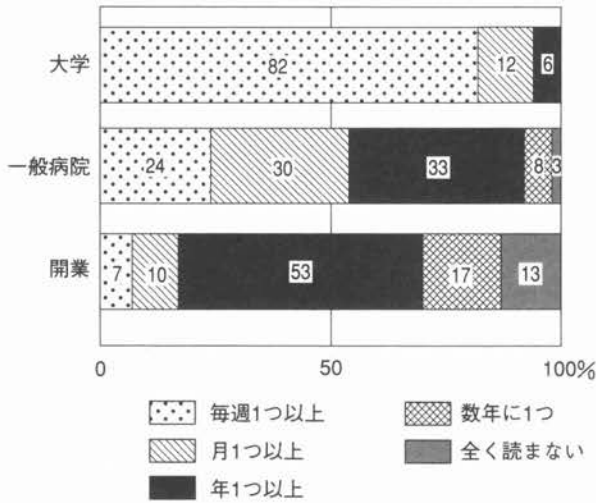 大学
82
12
6
一般病院
24
30
33
8
3
開業
7
10
53
17
13
0
50
100%
毎週1つ以上
数年に1つ
月1つ以上
全く読まない
年1つ以上